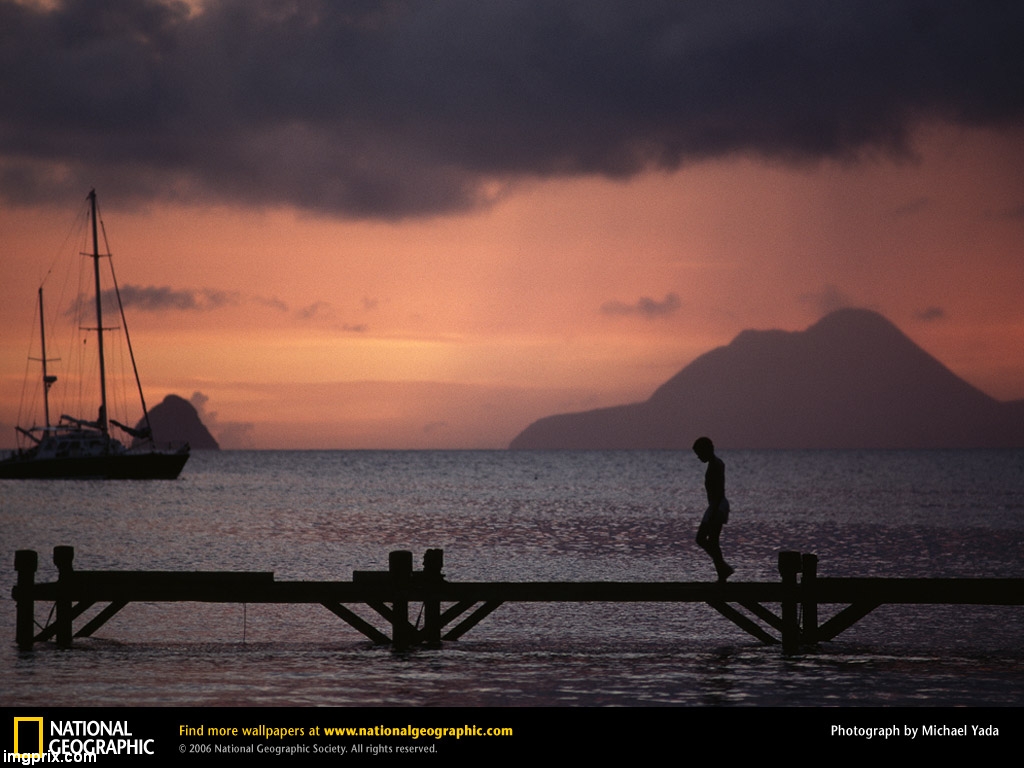 NATIONAL
GEOGRAPHIC
Find more wallpapers at www.nationalgeographic.com
© 2006 National Geographic Society. All rights reserved.
Photograph by Michael Yada
imgprix.com